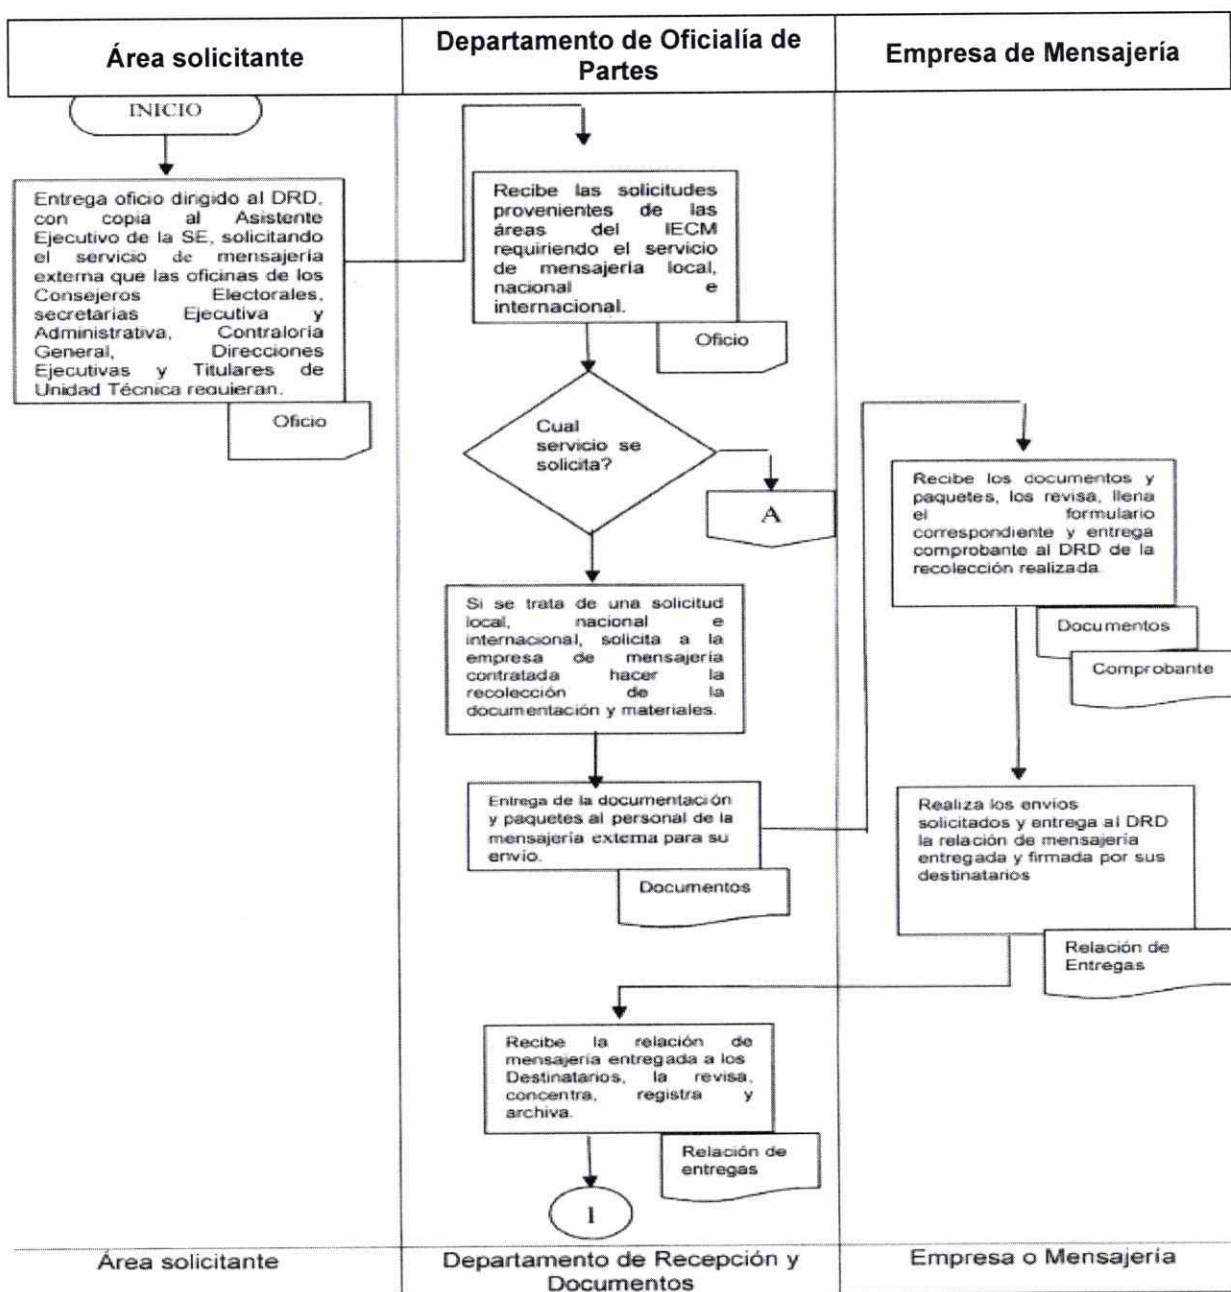 Área solicitante
Departamento de Oficialía de
Partes
Empresa de Mensajería
INICIO
Entrega oficio dirigido al DRD,
con copia al Asistente
Ejecutivo de la SE, solicitando
el servicio de mensajería
externa que las oficinas de los
Consejeros Electorales,
secretarías Ejecutiva y
Administrativa, Contraloría
General, Direcciones
Ejecutivas y Titulares de
Unidad Técnica requieran.
Oficio
Recibe las solicitudes
provenientes de las
áreas del IECM
requiriendo el servicio
de mensajería local,
nacional e
internacional.
Oficio
Cual
servicio se
solicita?
A
Si se trata de una solicitud
local, nacional e
internacional, solicita a la
empresa de mensajería
contratada hacer la
recolección de la
documentación y materiales.
Entrega de la documentación
y paquetes al personal de la
mensajería externa para su
envío.
Documentos
Recibe los documentos y
paquetes, los revisa, llena
el formulario
correspondiente y entrega
comprobante al DRD de la
recolección realizada.
Documentos
Comprobante
Realiza los envíos
solicitados y entrega al DRD
la relación de mensajería
entregada y firmada por sus
destinatarios
Relación de
Entregas
Recibe la relación de
mensajería entregada a los
Destinatarios, la revisa,
concentra, registra y
archiva.
Relación de
entregas
1
Área solicitante
Departamento de Recepción y
Documentos
Empresa o Mensajería